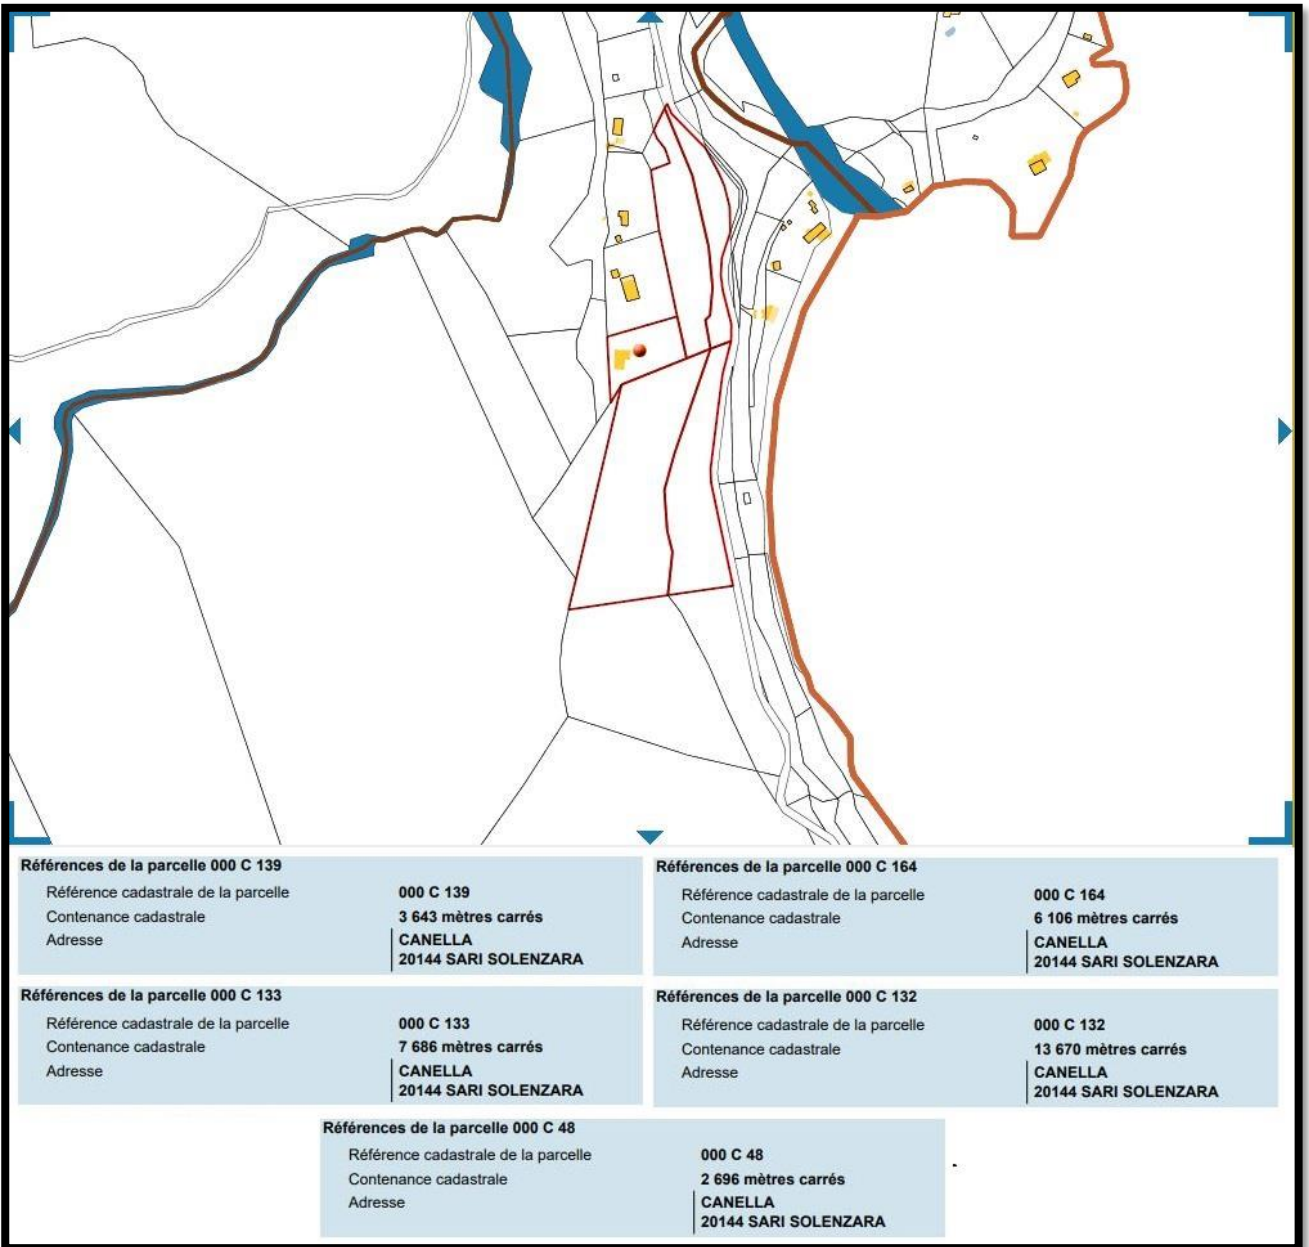 Références de la parcelle 000 C 139
Référence cadastrale de la parcelle 000 C 139
Contenance cadastrale 3 643 mètres carrés
Adresse CANELLA
20144 SARI SOLENZARA
Références de la parcelle 000 C 164
Référence cadastrale de la parcelle 000 C 164
Contenance cadastrale 6 106 mètres carrés
Adresse CANELLA
20144 SARI SOLENZARA
Références de la parcelle 000 C 133
Référence cadastrale de la parcelle 000 C 133
Contenance cadastrale 7 686 mètres carrés
Adresse CANELLA
20144 SARI SOLENZARA
Références de la parcelle 000 C 132
Référence cadastrale de la parcelle 000 C 132
Contenance cadastrale 13 670 mètres carrés
Adresse CANELLA
20144 SARI SOLENZARA
Références de la parcelle 000 C 48
Référence cadastrale de la parcelle 000 C 48
Contenance cadastrale 2 696 mètres carrés
Adresse CANELLA
20144 SARI SOLENZARA